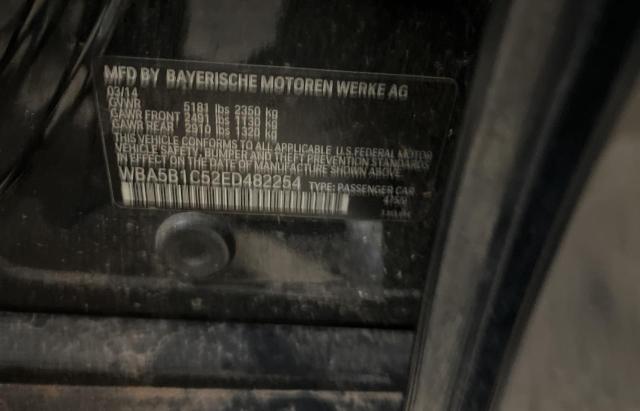 MFD BY BAYERISCHE MOTOREN WERKE AG
03/14
GVWR 5181 lbs 2350 kg
GAWR FRONT 2491 lbs 1130 kg
GAWR REAR 2910 lbs 1320 kg
THIS VEHICLE CONFORMS TO ALL APPLICABLE U.S. FEDERAL MOTOR
VEHICLE SAFETY, BUMPER AND THEFT PREVENTION STANDARDS
IN EFFECT ON THE DATE OF MANUFACTURE SHOWN ABOVE.
WBA5B1C52ED482254 TYPE: PASSENGER CAR